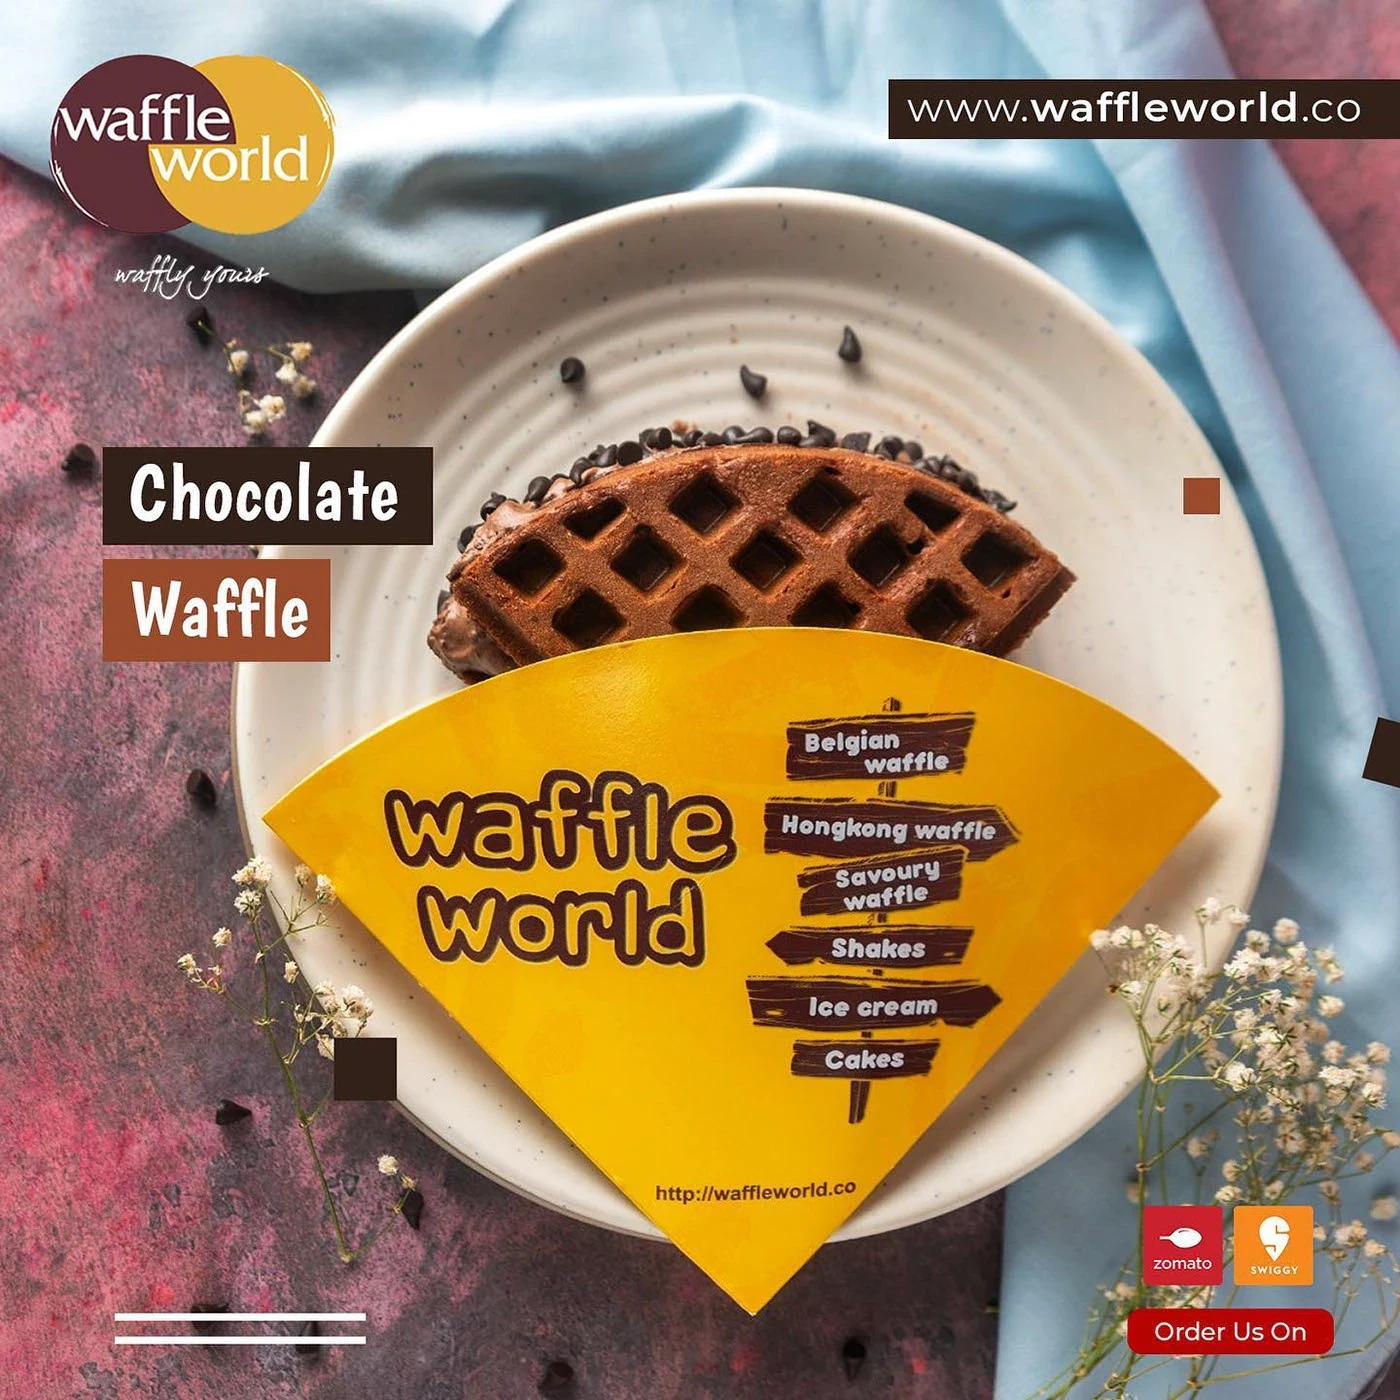 waffle
world
waffly yours
www.waffleworld.co
Chocolate
Waffle
waffle
world
Belgian
waffle
Hongkong waffle
Savoury
waffle
Shakes
Ice cream
Cakes
http://waffleworld.co
zomato
SWIGGY
Order Us On